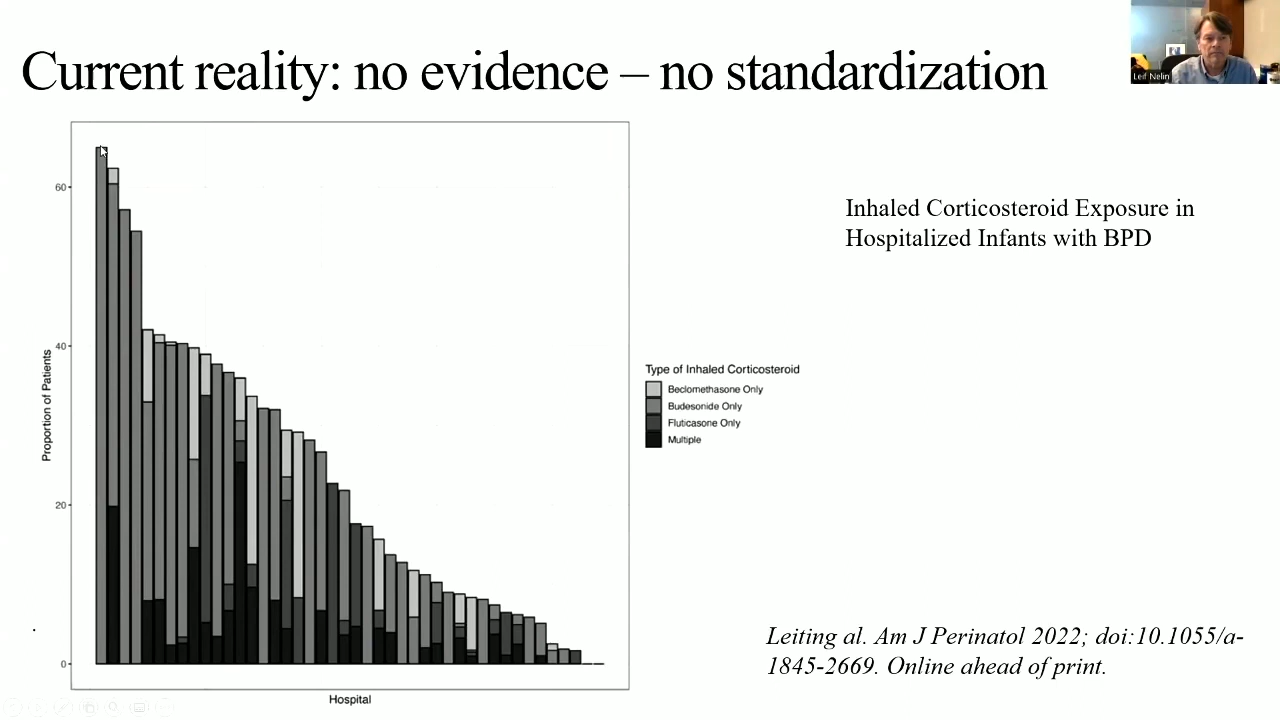 Current reality: no evidence – no standardization
Leif Nelin
Inhaled Corticosteroid Exposure in
Hospitalized Infants with BPD
60
40
20
0
Proportion of Patients
Hospital
Type of Inhaled Corticosteroid
Beclomethasone Only
Budesonide Only
Fluticasone Only
Multiple
Leiting al. Am J Perinatol 2022; doi:10.1055/a-
1845-2669. Online ahead of print.